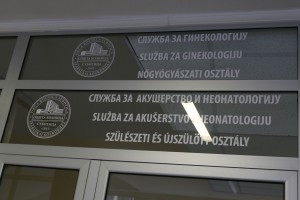 СЛУЖБА ЗА ГИНЕКОЛОГИЈУ
SLUŽBA ZA GINEKOLOGIJU
NŐGYÓGYÁSZATI OSZTÁLY
СЛУЖБА ЗА АКУШЕРСТВО И НЕОНАТОЛОГИЈУ
SLUŽBA ZA AKUŠERSTVO I NEONATOLOGIJU
SZÜLÉSZETI ÉS ÚJSZÜLÖTT OSZTÁLY